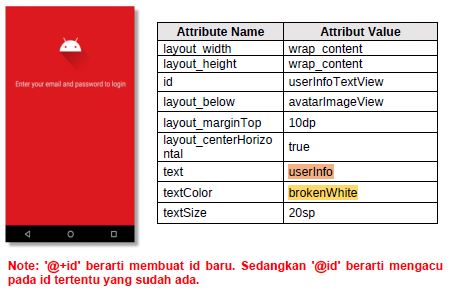 Enter your email and password to login
Attribute Name Attribut Value
layout_width wrap_content
layout_height wrap_content
id userInfoTextView
layout_below avatarImageView
layout_marginTop 10dp
layout_centerHorizo
ntal true
text userInfo
textColor brokenWhite
textSize 20sp
Note: '@+id' berarti membuat id baru. Sedangkan '@id' berarti mengacu
pada id tertentu yang sudah ada.